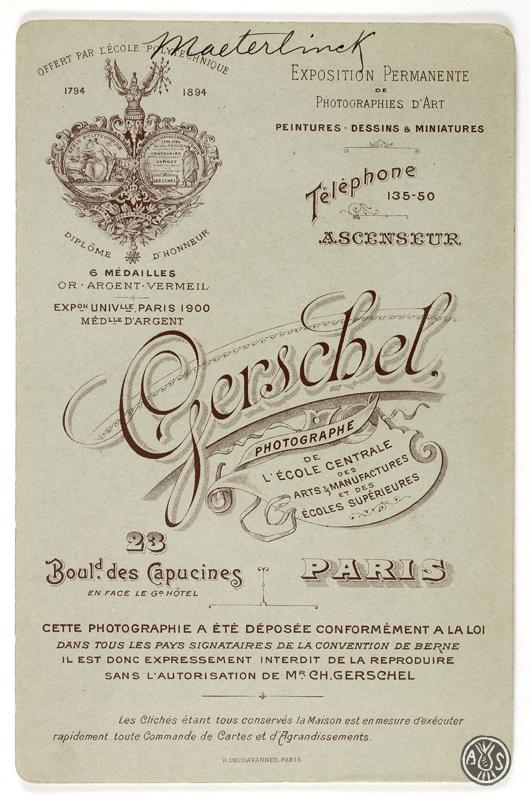 Maeterlinck
OFFERT PAR L'ÉCOLE POLYTECHNIQUE
1794 1894
DIPLÔME D'HONNEUR
6 MÉDAILLES
OR · ARGENT · VERMEIL
EXPON UNIVLLE, PARIS 1900
MÉDLLE D'ARGENT
EXPOSITION PERMANENTE
DE
PHOTOGRAPHIES D'ART
PEINTURES · DESSINS & MINIATURES
Téléphone
135-50
ASCENSEUR
Gerschel.
PHOTOGRAPHE
DE
L'ÉCOLE CENTRALE
DES
ARTS & MANUFACTURES
ET DES
ÉCOLES SUPÉRIEURES
23
Bould. des Capucines
EN FACE LE GD HÔTEL
PARIS
CETTE PHOTOGRAPHIE A ÉTÉ DÉPOSÉE CONFORMÉMENT A LA LOI
DANS TOUS LES PAYS SIGNATAIRES DE LA CONVENTION DE BERNE
IL EST DONC EXPRESSEMENT INTERDIT DE LA REPRODUIRE
SANS L'AUTORISATION DE MR CH. GERSCHEL
Les Clichés étant tous conservés la Maison est en mesure d'exécuter
rapidement toute Commande de Cartes et d'Agrandissements.
R. DECHAVANNES, PARIS
A S